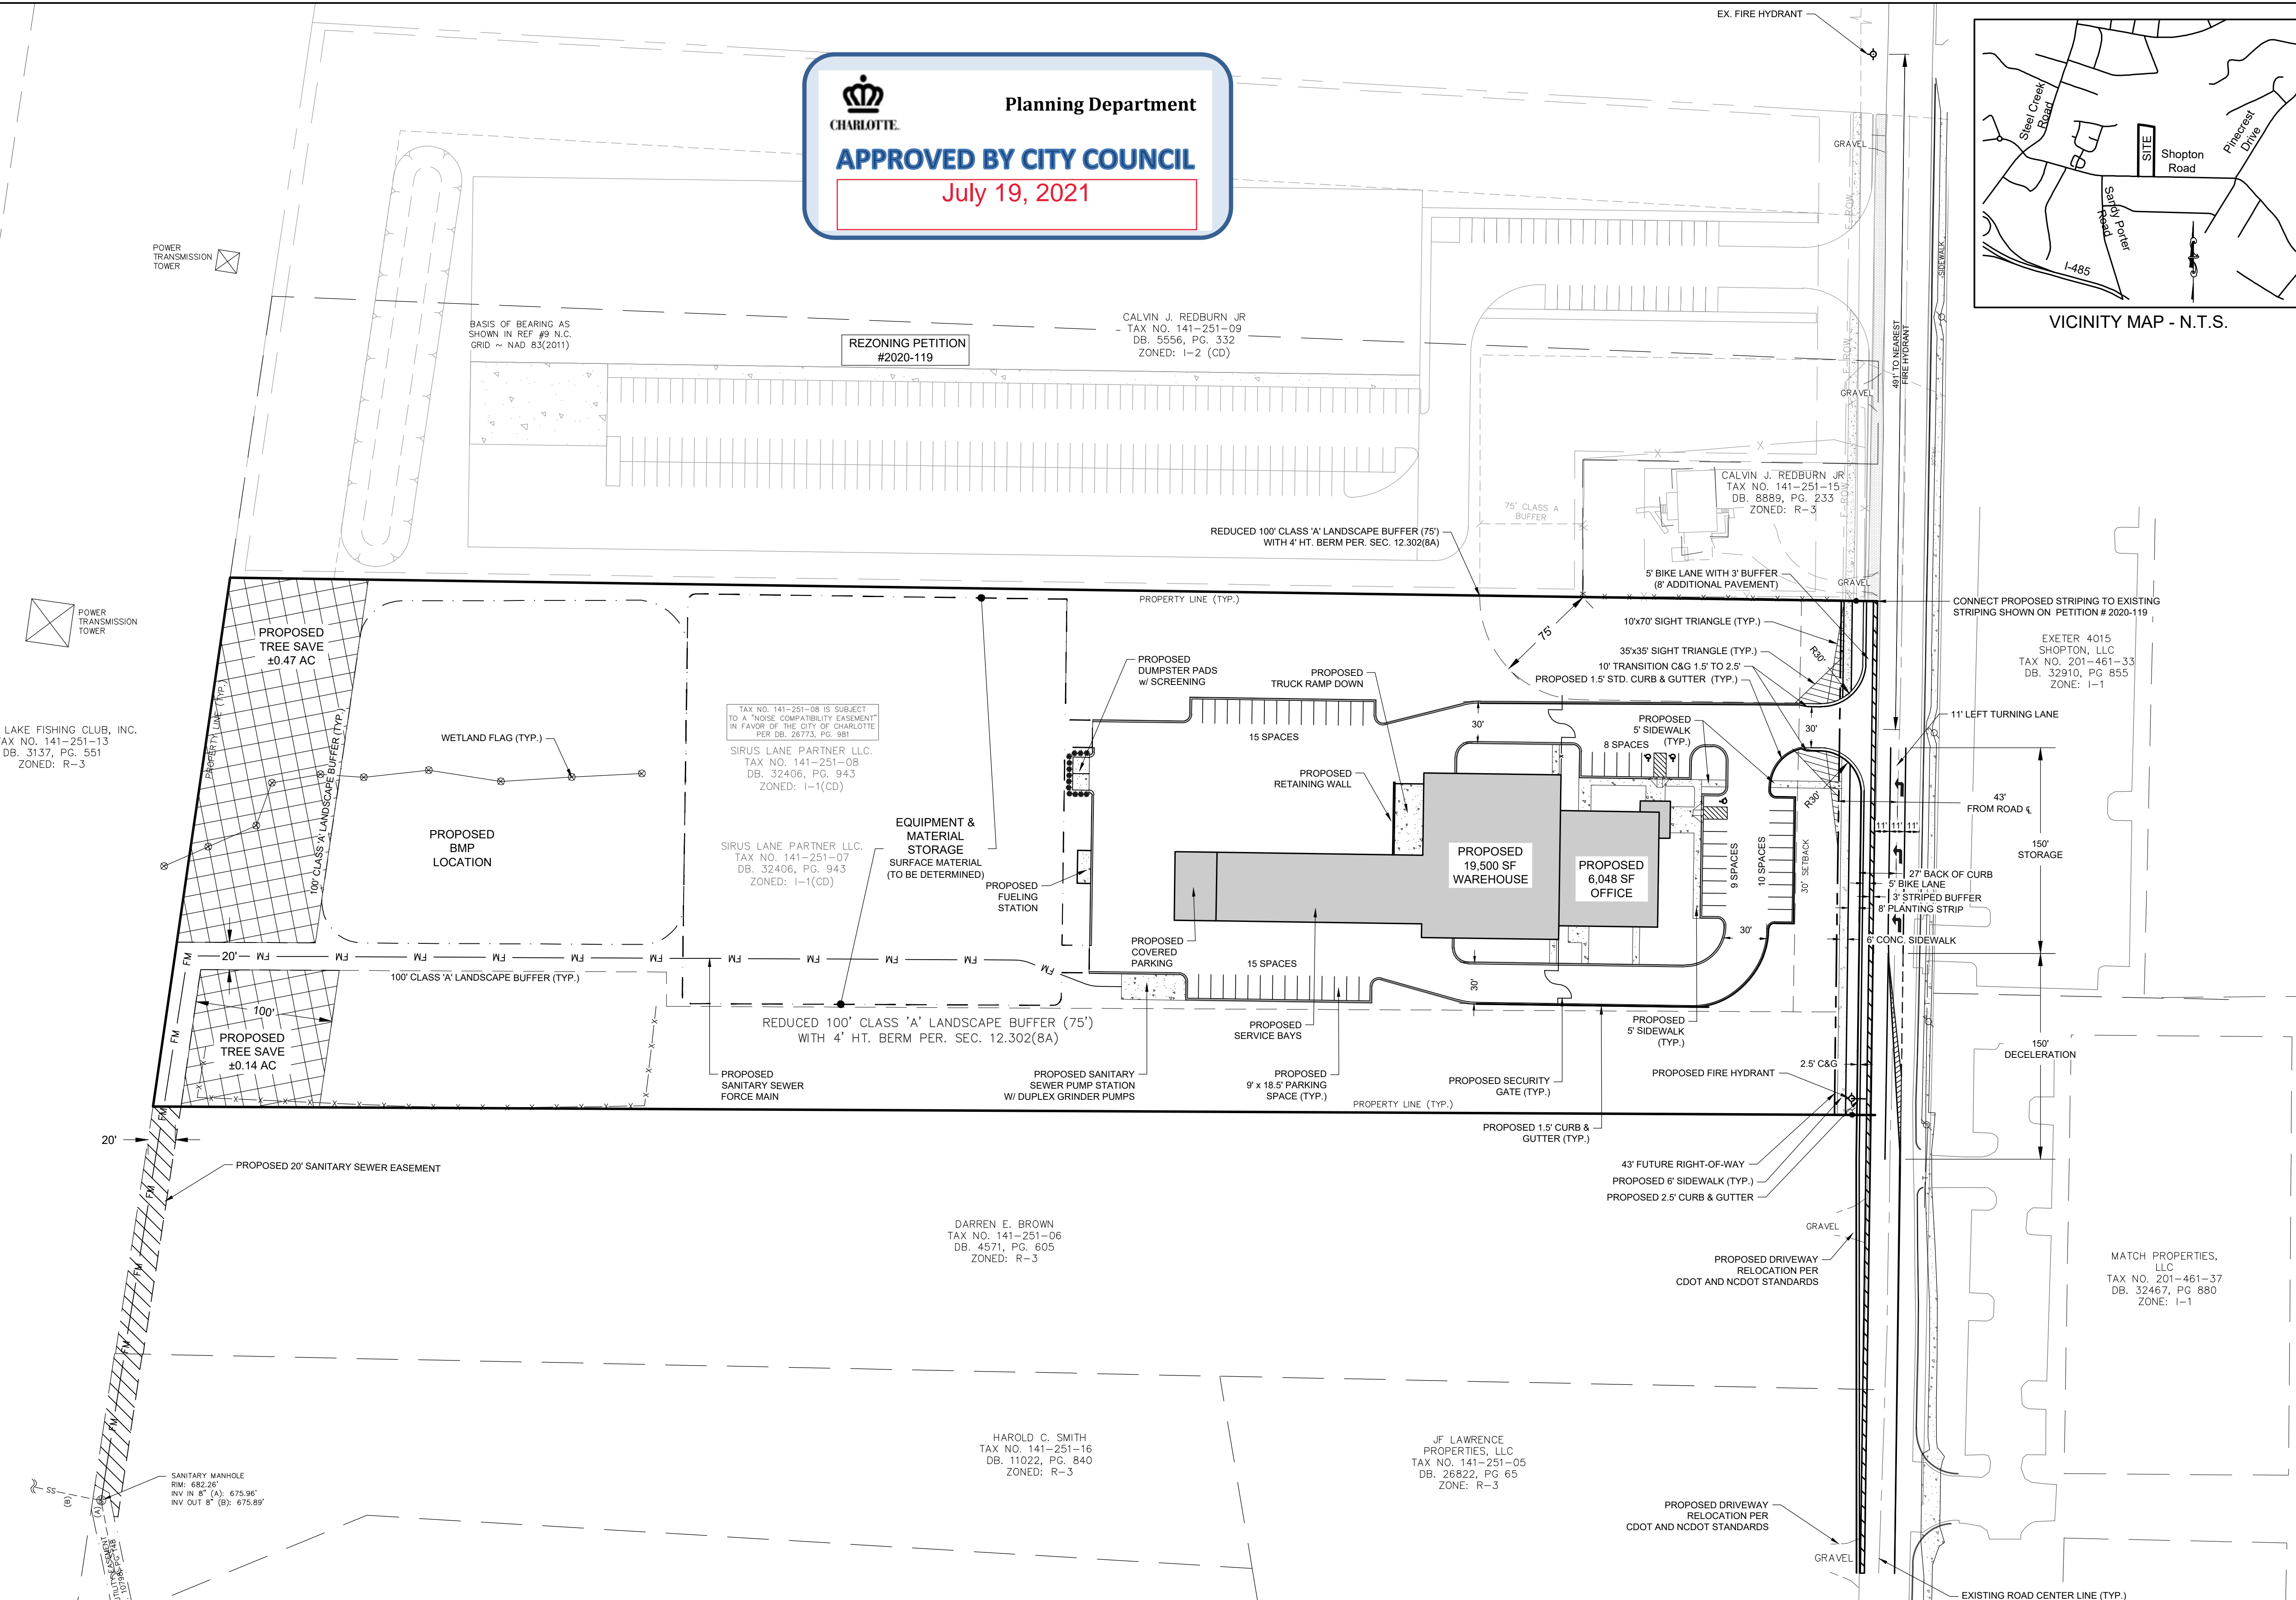 EX. FIRE HYDRANT
CHARLOTTE.
Planning Department
APPROVED BY CITY COUNCIL
July 19, 2021
Steel Creek
Road
SITE
Shopton
Road
Pinecrest
Drive
Sandy Porter
Road
I-485
VICINITY MAP - N.T.S.
GRAVEL
SIDEWALK
POWER
TRANSMISSION
TOWER
BASIS OF BEARING AS
SHOWN IN REF #9 N.C.
GRID ~ NAD 83(2011)
REZONING PETITION
#2020-119
CALVIN J. REDBURN JR
TAX NO. 141-251-09
DB. 5556, PG. 332
ZONED: I-2 (CD)
491' TO NEAREST
FIRE HYDRANT
F-ROW
F-ROW
GRAVEL
CALVIN J. REDBURN JR
TAX NO. 141-251-15
DB. 8889, PG. 233
ZONED: R-3
F-ROW
75' CLASS A
BUFFER
REDUCED 100' CLASS 'A' LANDSCAPE BUFFER (75')
WITH 4' HT. BERM PER. SEC. 12.302(8A)
5' BIKE LANE WITH 3' BUFFER
(8' ADDITIONAL PAVEMENT)
GRAVEL
PROPERTY LINE (TYP.)
CONNECT PROPOSED STRIPING TO EXISTING
STRIPING SHOWN ON PETITION # 2020-119
POWER
TRANSMISSION
TOWER
PROPOSED
TREE SAVE
±0.47 AC
75'
10'x70' SIGHT TRIANGLE (TYP.)
35'x35' SIGHT TRIANGLE (TYP.)
10' TRANSITION C&G 1.5' TO 2.5'
PROPOSED 1.5' STD. CURB & GUTTER (TYP.)
R30'
EXETER 4015
SHOPTON, LLC
TAX NO. 201-461-33
DB. 32910, PG 855
ZONE: I-1
PROPOSED
DUMPSTER PADS
w/ SCREENING
PROPOSED
TRUCK RAMP DOWN
PROPERTY LINE (TYP.)
100' CLASS 'A' LANDSCAPE BUFFER (TYP.)
LAKE FISHING CLUB, INC.
TAX NO. 141-251-13
DB. 3137, PG. 551
ZONED: R-3
WETLAND FLAG (TYP.)
TAX NO. 141-251-08 IS SUBJECT
TO A "NOISE COMPATIBILITY EASEMENT"
IN FAVOR OF THE CITY OF CHARLOTTE
PER DB. 26773, PG. 981
SIRUS LANE PARTNER LLC.
TAX NO. 141-251-08
DB. 32406, PG. 943
ZONED: I-1(CD)
15 SPACES
30'
8 SPACES
PROPOSED
5' SIDEWALK
(TYP.)
30'
11' LEFT TURNING LANE
PROPOSED
RETAINING WALL
R30'
43'
FROM ROAD ℄
11' 11' 11'
150'
STORAGE
PROPOSED
BMP
LOCATION
EQUIPMENT &
MATERIAL
STORAGE
SURFACE MATERIAL
(TO BE DETERMINED)
SIRUS LANE PARTNER LLC.
TAX NO. 141-251-07
DB. 32406, PG. 943
ZONED: I-1(CD)
PROPOSED
FUELING
STATION
PROPOSED
19,500 SF
WAREHOUSE
PROPOSED
6,048 SF
OFFICE
9 SPACES
10 SPACES
30' SETBACK
27' BACK OF CURB
5' BIKE LANE
3' STRIPED BUFFER
8' PLANTING STRIP
6' CONC. SIDEWALK
PROPOSED
COVERED
PARKING
30'
20'
FM FM FM FM FM FM FM FM FM FM FM
100' CLASS 'A' LANDSCAPE BUFFER (TYP.)
15 SPACES
30'
100'
PROPOSED
TREE SAVE
±0.14 AC
REDUCED 100' CLASS 'A' LANDSCAPE BUFFER (75')
WITH 4' HT. BERM PER. SEC. 12.302(8A)
PROPOSED
SERVICE BAYS
PROPOSED
5' SIDEWALK
(TYP.)
150'
DECELERATION
2.5' C&G
PROPOSED
SANITARY SEWER
FORCE MAIN
PROPOSED SANITARY
SEWER PUMP STATION
W/ DUPLEX GRINDER PUMPS
PROPOSED
9' x 18.5' PARKING
SPACE (TYP.)
PROPOSED SECURITY
GATE (TYP.)
PROPOSED FIRE HYDRANT
PROPERTY LINE (TYP.)
PROPOSED 1.5' CURB &
GUTTER (TYP.)
20'
PROPOSED 20' SANITARY SEWER EASEMENT
43' FUTURE RIGHT-OF-WAY
PROPOSED 6' SIDEWALK (TYP.)
PROPOSED 2.5' CURB & GUTTER
FM FM FM FM FM
DARREN E. BROWN
TAX NO. 141-251-06
DB. 4571, PG. 605
ZONED: R-3
GRAVEL
PROPOSED DRIVEWAY
RELOCATION PER
CDOT AND NCDOT STANDARDS
MATCH PROPERTIES,
LLC
TAX NO. 201-461-37
DB. 32467, PG 880
ZONE: I-1
HAROLD C. SMITH
TAX NO. 141-251-16
DB. 11022, PG. 840
ZONED: R-3
JF LAWRENCE
PROPERTIES, LLC
TAX NO. 141-251-05
DB. 26822, PG 65
ZONE: R-3
SS
(B)
(A)
SANITARY MANHOLE
RIM: 682.26'
INV IN 8" (A): 675.96'
INV OUT 8" (B): 675.89'
PROPOSED DRIVEWAY
RELOCATION PER
CDOT AND NCDOT STANDARDS
GRAVEL
EXISTING ROAD CENTER LINE (TYP.)